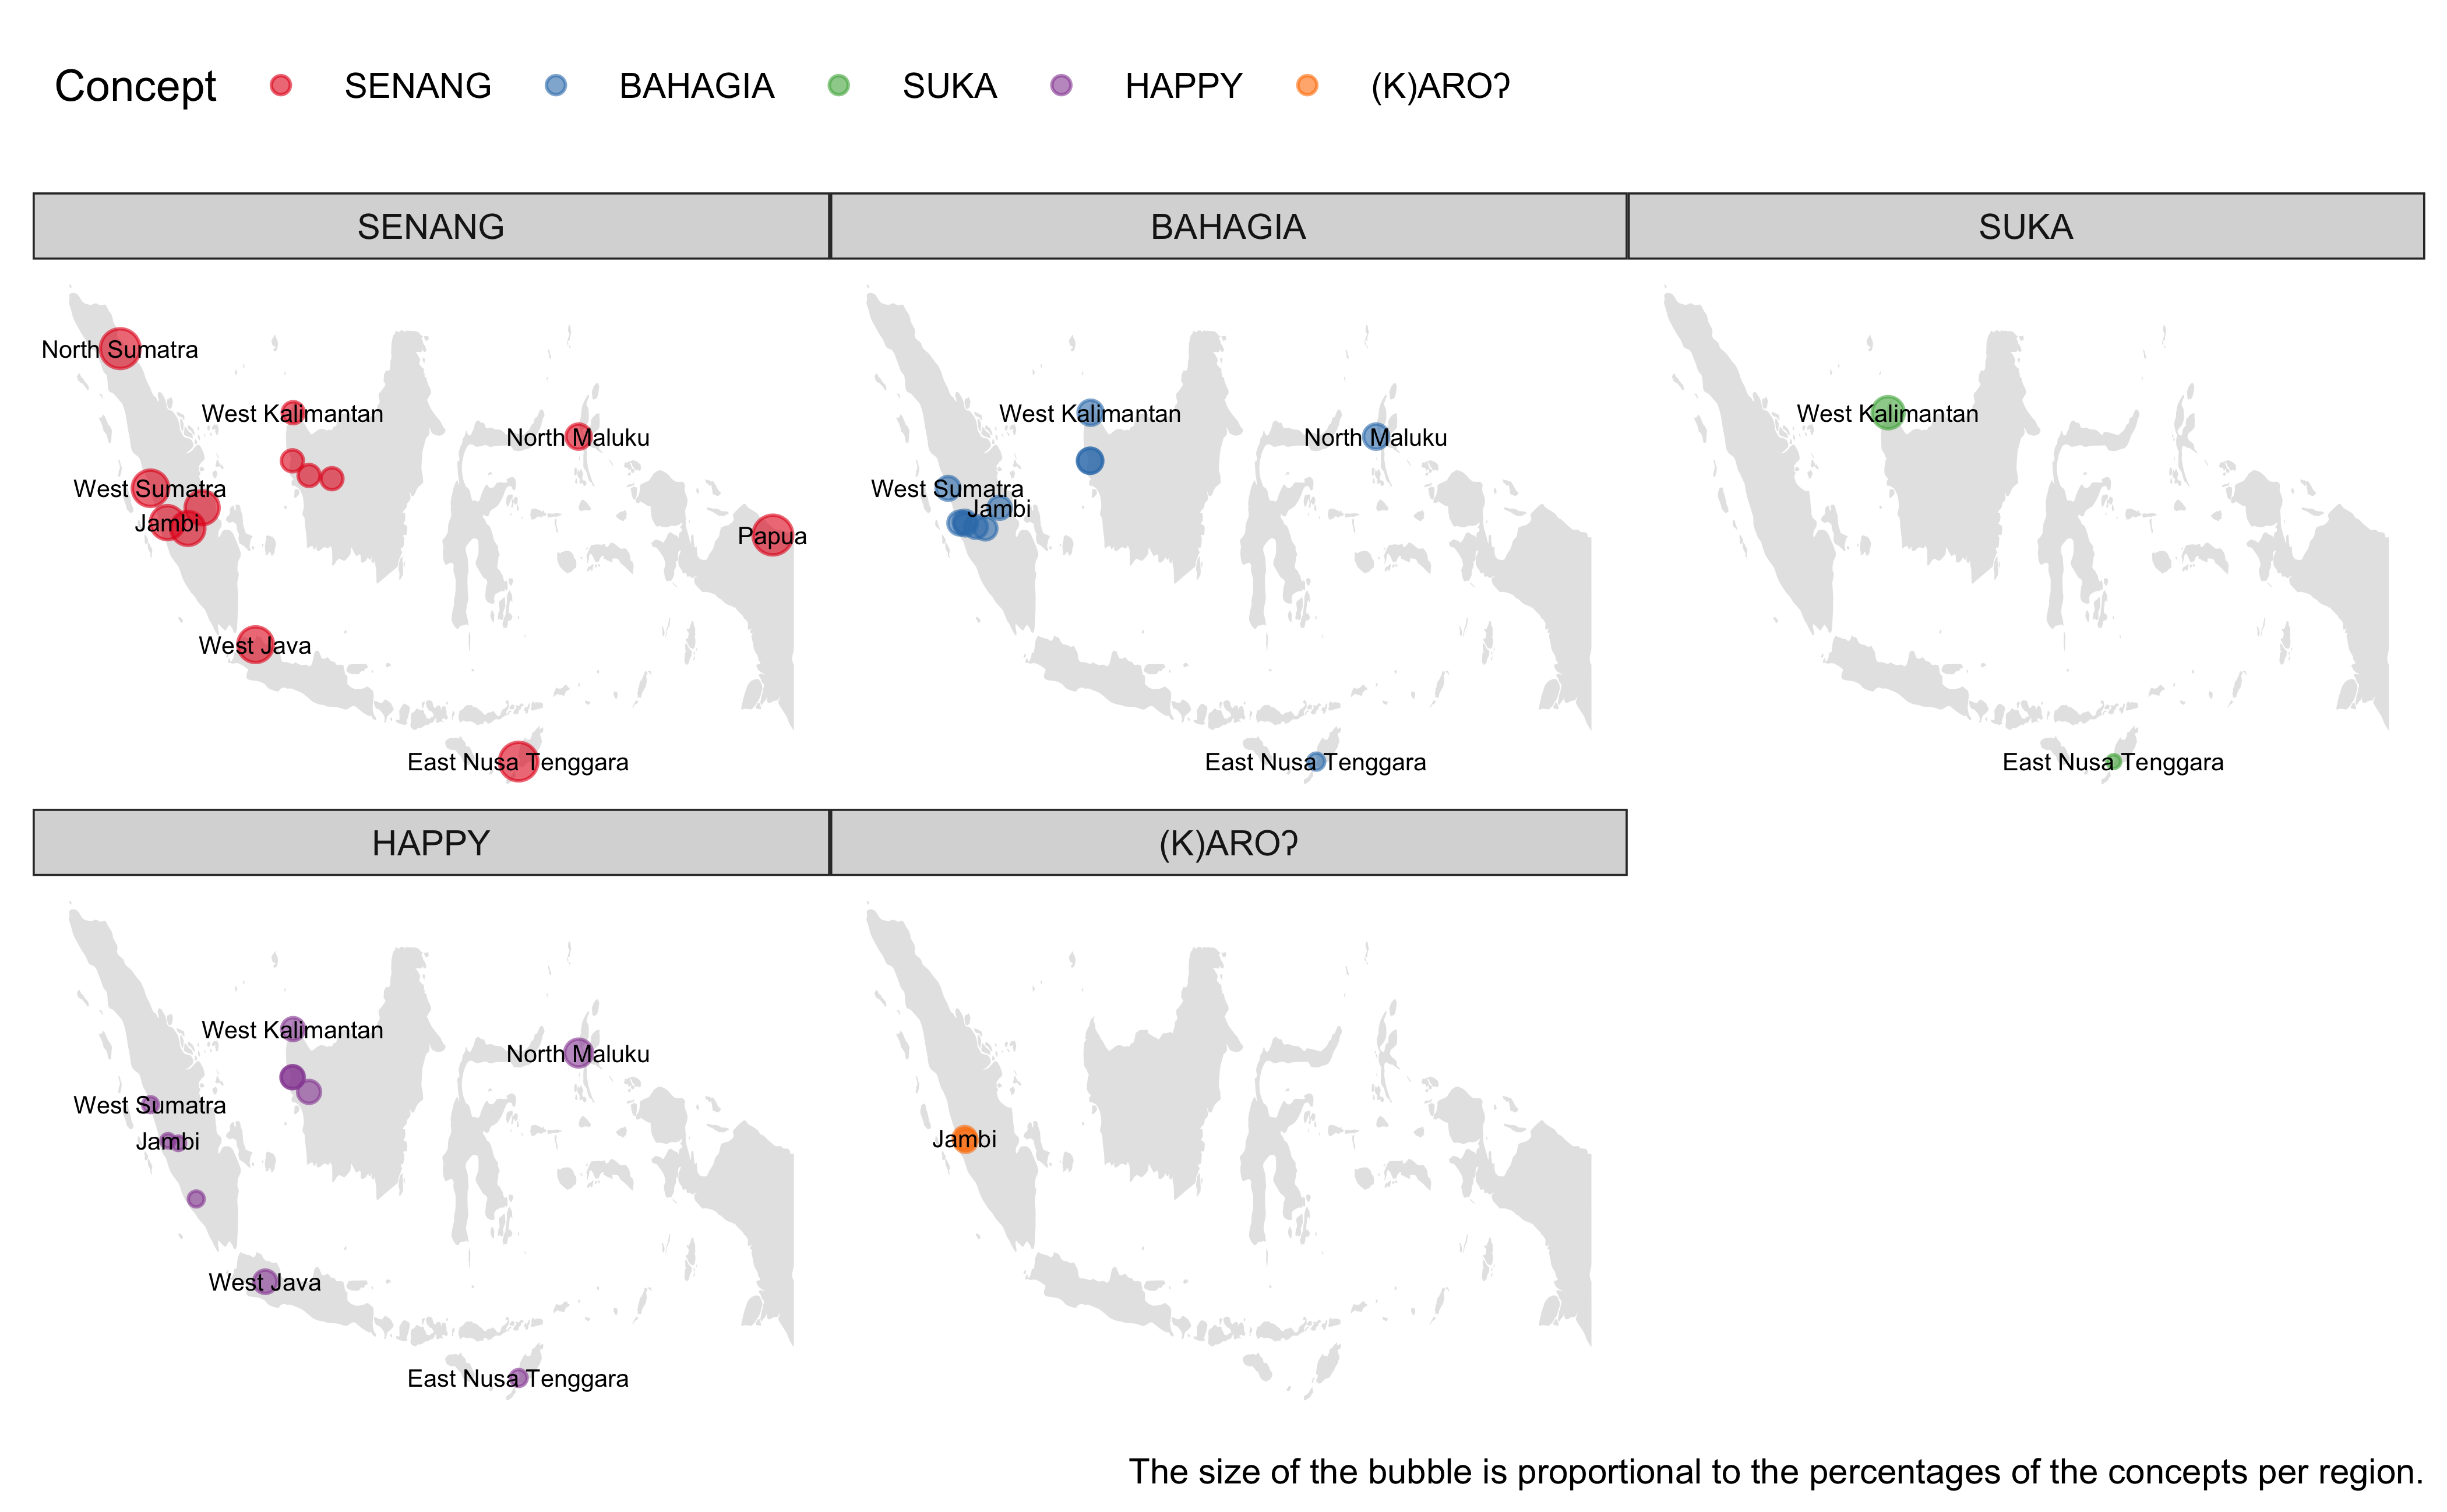 Concept SENANG BAHAGIA SUKA HAPPY (K)AROʔ
SENANG BAHAGIA SUKA
North Sumatra
West Kalimantan
North Maluku
West Sumatra
Jambi
Papua
West Java
East Nusa Tenggara
West Kalimantan
North Maluku
West Sumatra
Jambi
East Nusa Tenggara
West Kalimantan
East Nusa Tenggara
HAPPY (K)AROʔ
West Kalimantan
North Maluku
West Sumatra
Jambi
West Java
East Nusa Tenggara
Jambi
The size of the bubble is proportional to the percentages of the concepts per region.